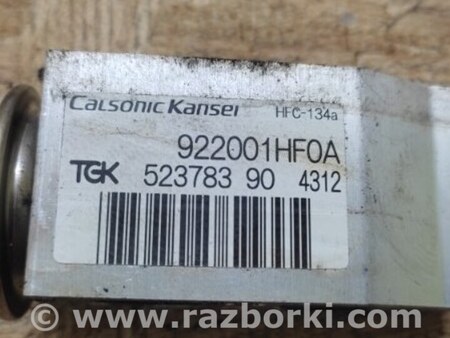 Calsonic Kansei HFC-134a
922001HF0A
TGK 523783 90 4312
www.razborki.com